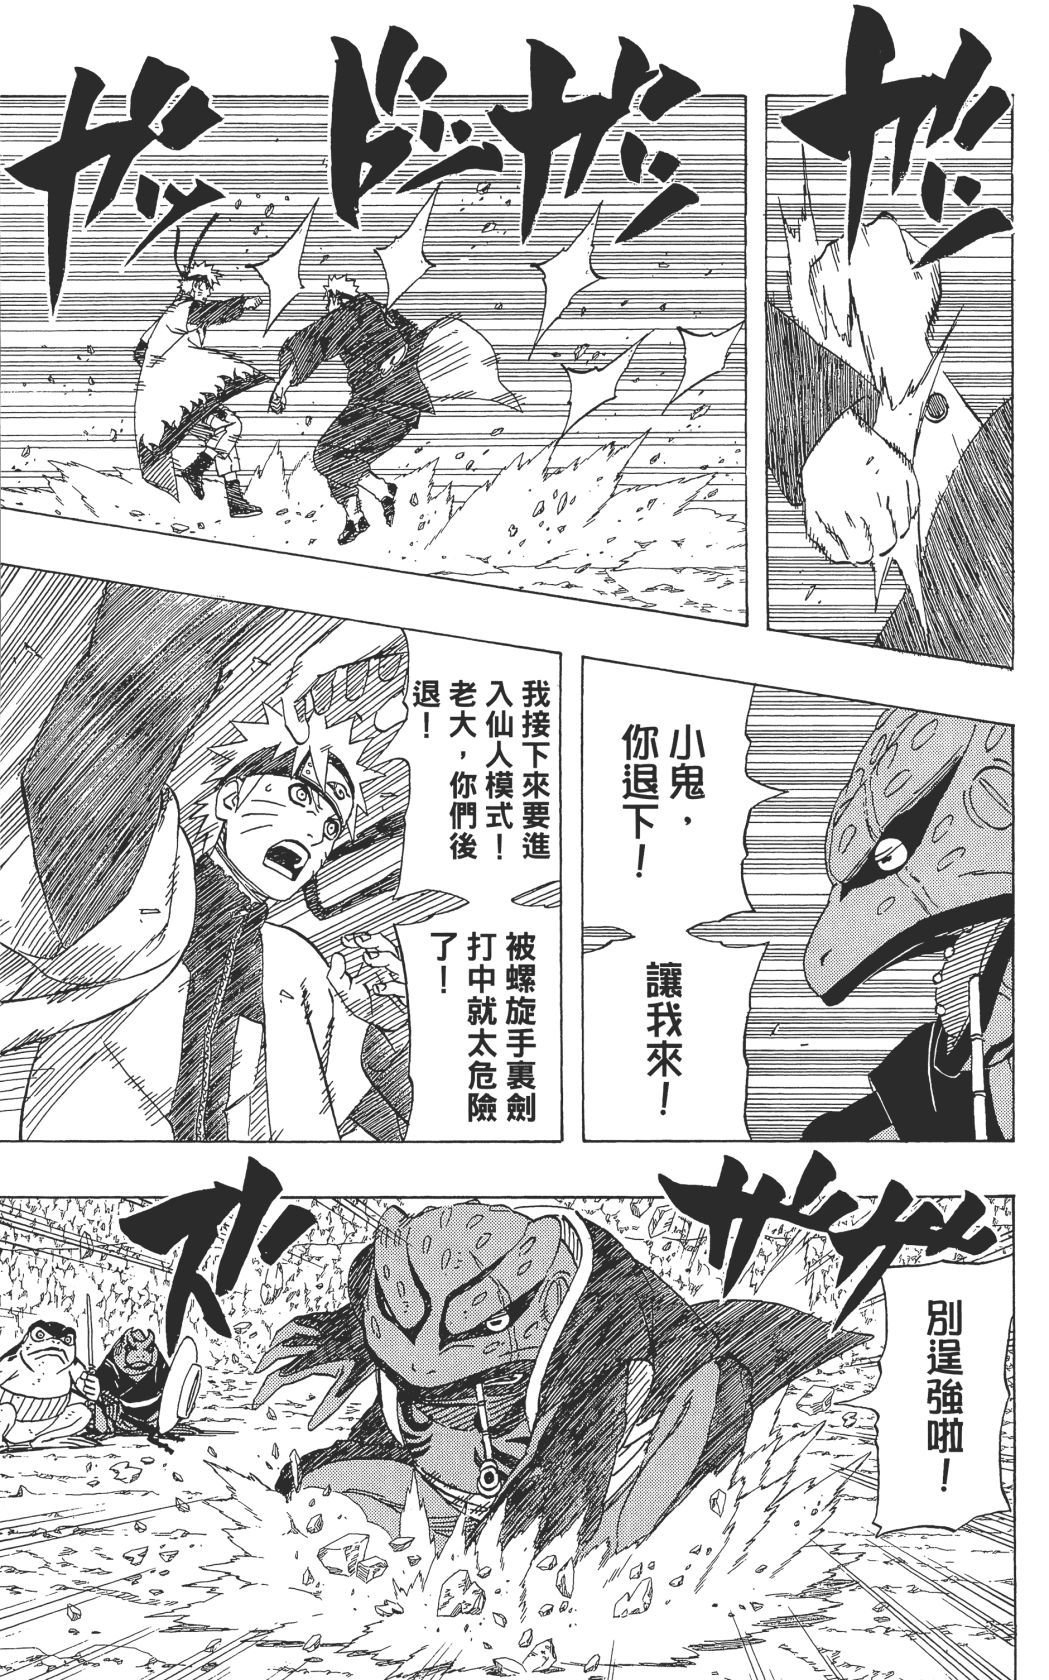 ガッ
ガッ
ドッ
ガッ
小鬼，
你退下！
讓我來！
我接下來要進
入仙人模式！
老大，你們後
退！
被螺旋手裏劍
打中就太危險
了！
ザザ
別逞強啦！
ズ